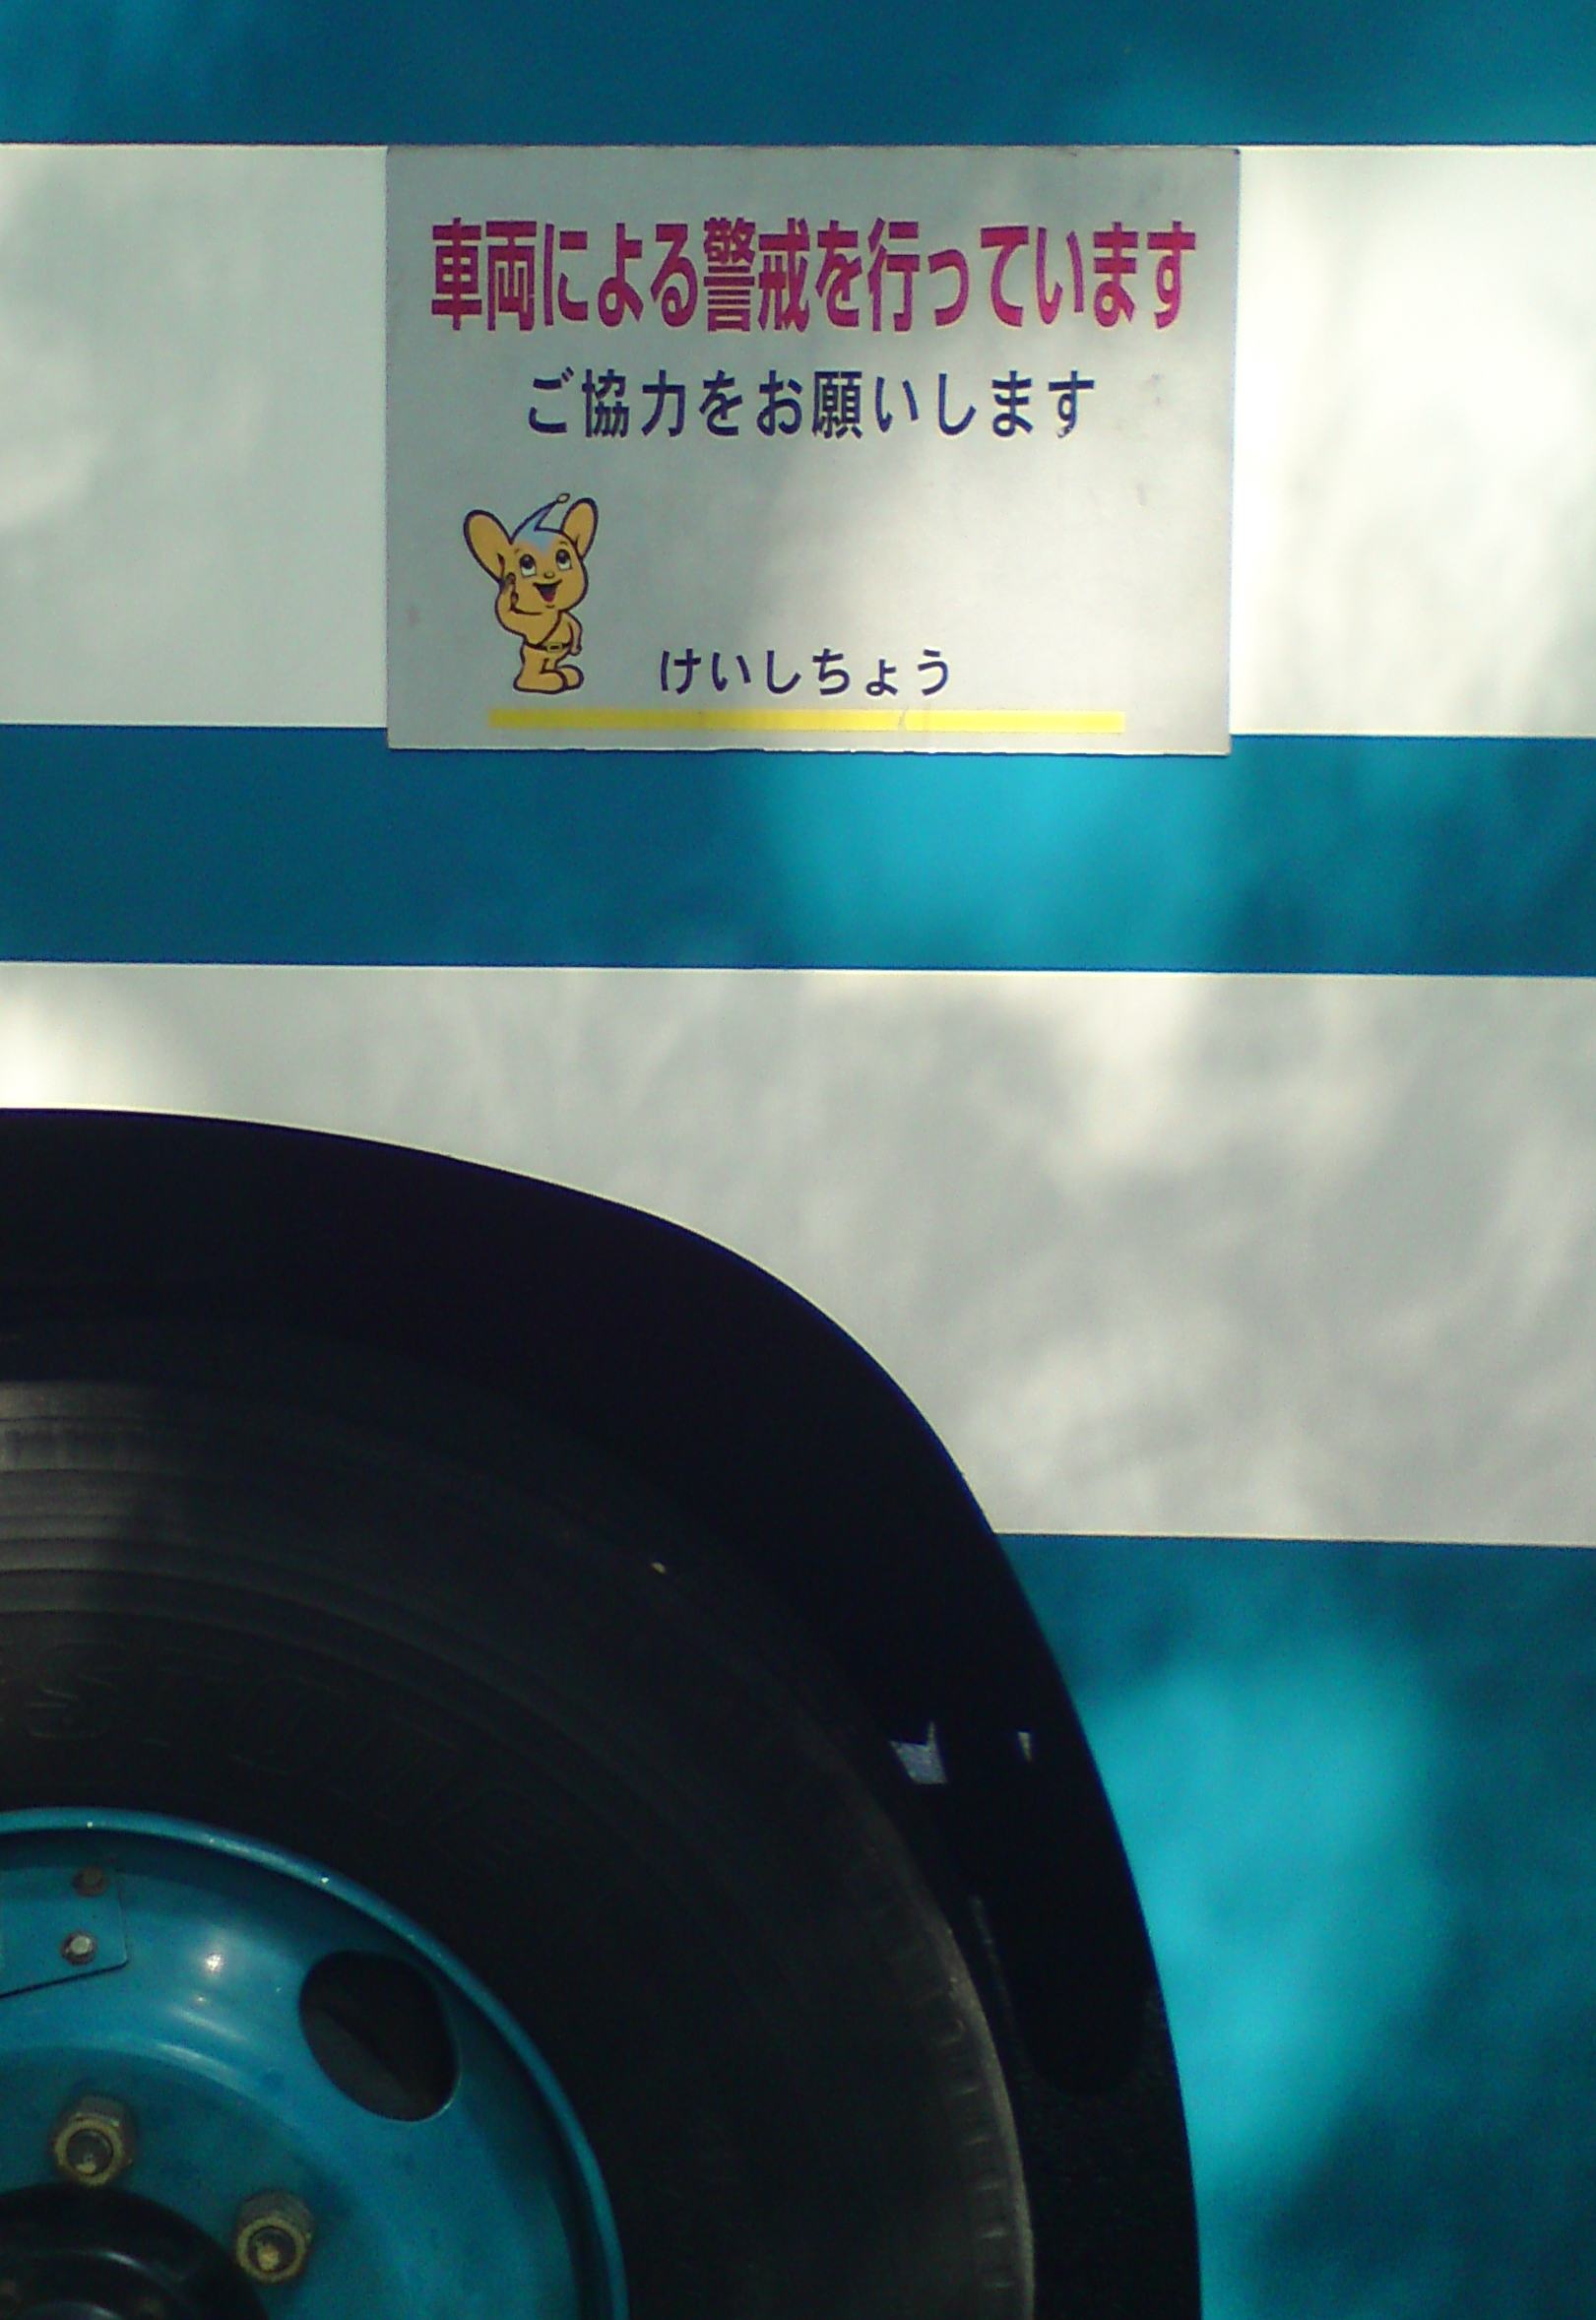 車両による警戒を行っています
ご協力をお願いします
けいしちょう